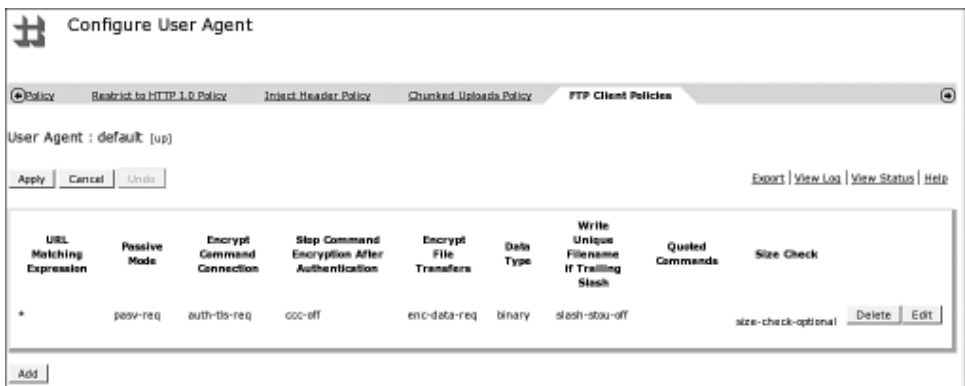 Configure User Agent
Policy Restrict to HTTP 1.0 Policy Inject Header Policy Chunked Uploads Policy FTP Client Policies
User Agent : default [up]
Apply Cancel Undo Export | View Log | View Status | Help
URL Matching Expression Passive Mode Encrypt Command Connection Stop Command Encryption After Authentication Encrypt File Transfers Data Type Write Unique Filename If Trailing Slash Quoted Commands Size Check
* pasv-req auth-tls-req ccc-off enc-data-req binary slash-stou-off size-check-optional Delete Edit
Add